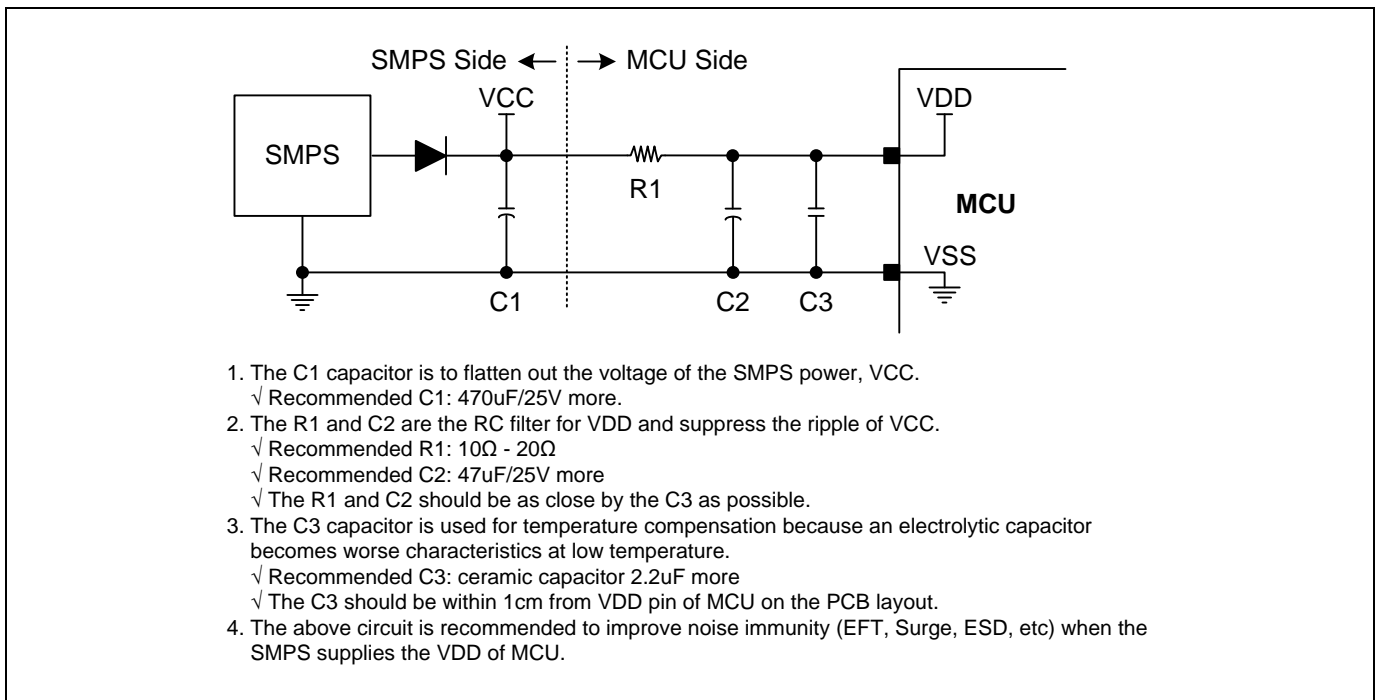 SMPS Side ← → MCU Side
VCC
VDD
SMPS
R1
MCU
VSS
C1
C2
C3
1. The C1 capacitor is to flatten out the voltage of the SMPS power, VCC.
√ Recommended C1: 470uF/25V more.
2. The R1 and C2 are the RC filter for VDD and suppress the ripple of VCC.
√ Recommended R1: 10Ω - 20Ω
√ Recommended C2: 47uF/25V more
√ The R1 and C2 should be as close by the C3 as possible.
3. The C3 capacitor is used for temperature compensation because an electrolytic capacitor
becomes worse characteristics at low temperature.
√ Recommended C3: ceramic capacitor 2.2uF more
√ The C3 should be within 1cm from VDD pin of MCU on the PCB layout.
4. The above circuit is recommended to improve noise immunity (EFT, Surge, ESD, etc) when the
SMPS supplies the VDD of MCU.